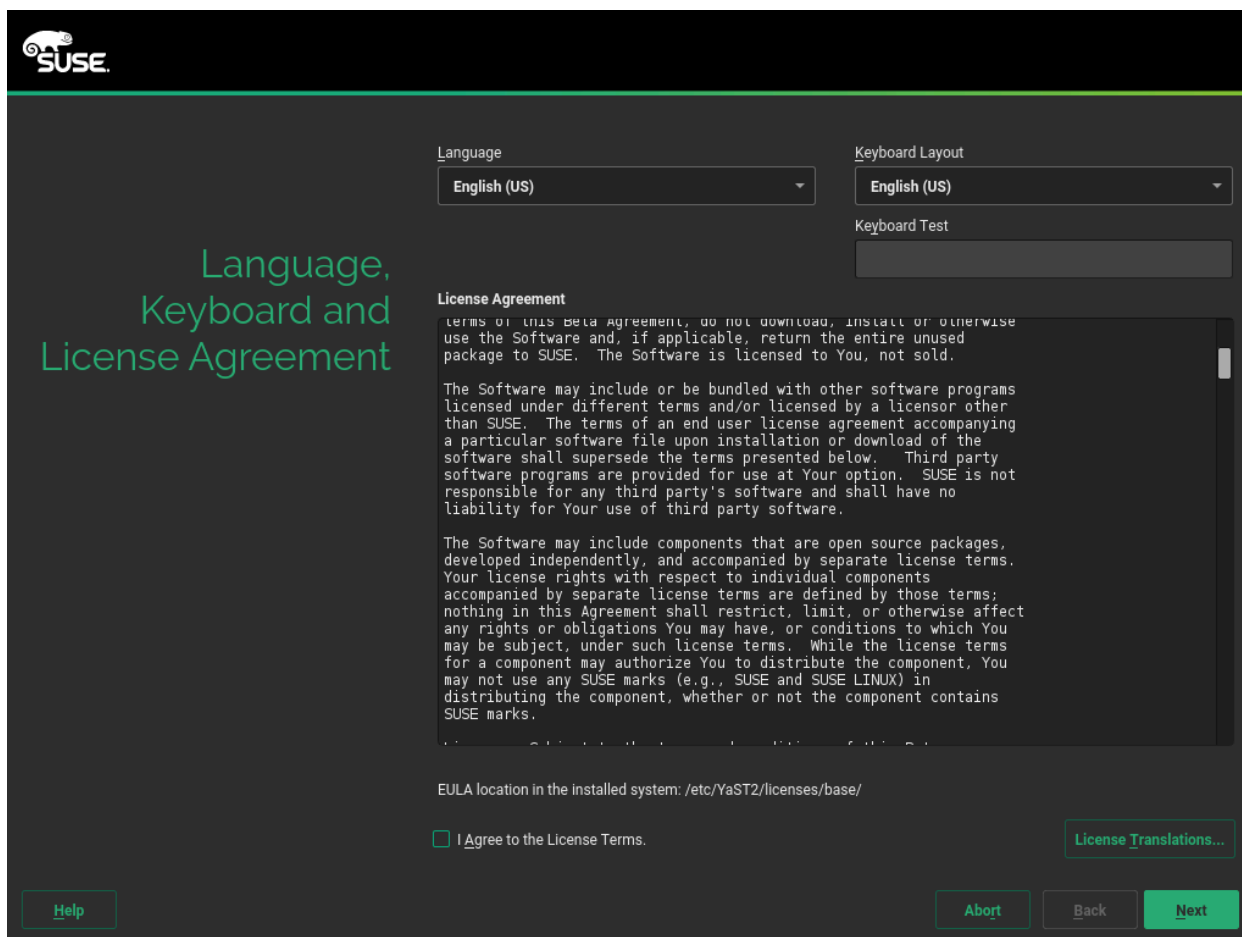 SUSE.
Language
Keyboard Layout
English (US)
English (US)
Keyboard Test
Language,
Keyboard and
License Agreement
License Agreement
terms of this Beta Agreement, do not download, install or otherwise
use the Software and, if applicable, return the entire unused
package to SUSE.  The Software is licensed to You, not sold.
The Software may include or be bundled with other software programs
licensed under different terms and/or licensed by a licensor other
than SUSE.  The terms of an end user license agreement accompanying
a particular software file upon installation or download of the
software shall supersede the terms presented below.   Third party
software programs are provided for use at Your option.  SUSE is not
responsible for any third party's software and shall have no
liability for Your use of third party software.
The Software may include components that are open source packages,
developed independently, and accompanied by separate license terms.
Your license rights with respect to individual components
accompanied by separate license terms are defined by those terms;
nothing in this Agreement shall restrict, limit, or otherwise affect
any rights or obligations You may have, or conditions to which You
may be subject, under such license terms.  While the license terms
for a component may authorize You to distribute the component, You
may not use any SUSE marks (e.g., SUSE and SUSE LINUX) in
distributing the component, whether or not the component contains
SUSE marks.
EULA location in the installed system: /etc/YaST2/licenses/base/
I Agree to the License Terms.
License Translations...
Help
Abort
Back
Next